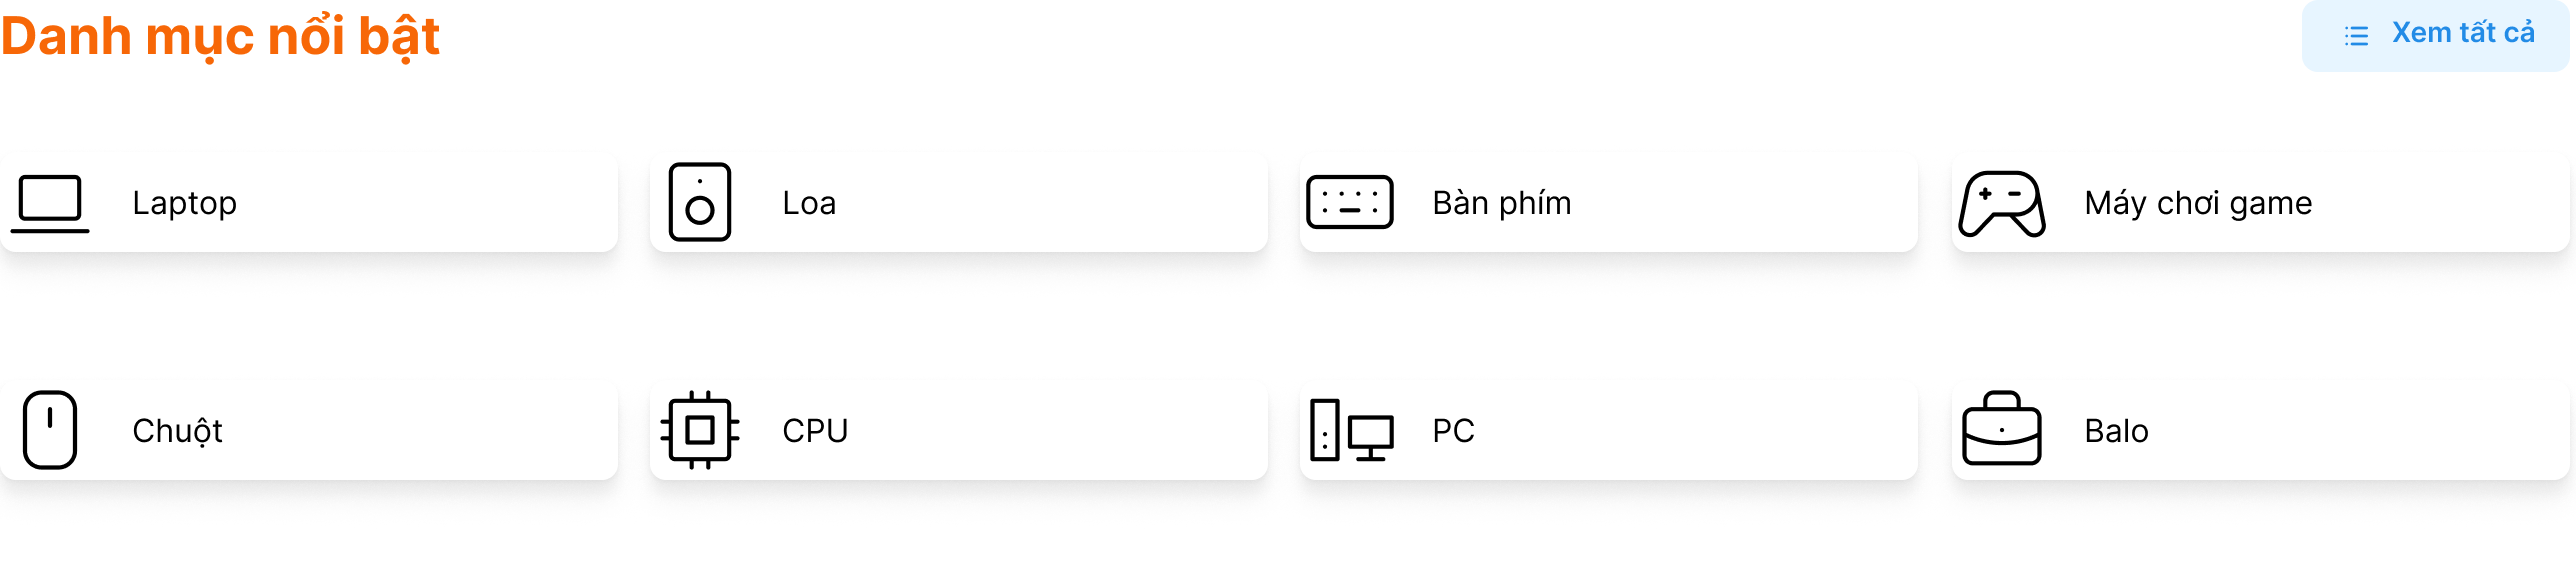 Danh mục nổi bật
Xem tất cả
Laptop
Loa
Bàn phím
Máy chơi game
Chuột
CPU
PC
Balo